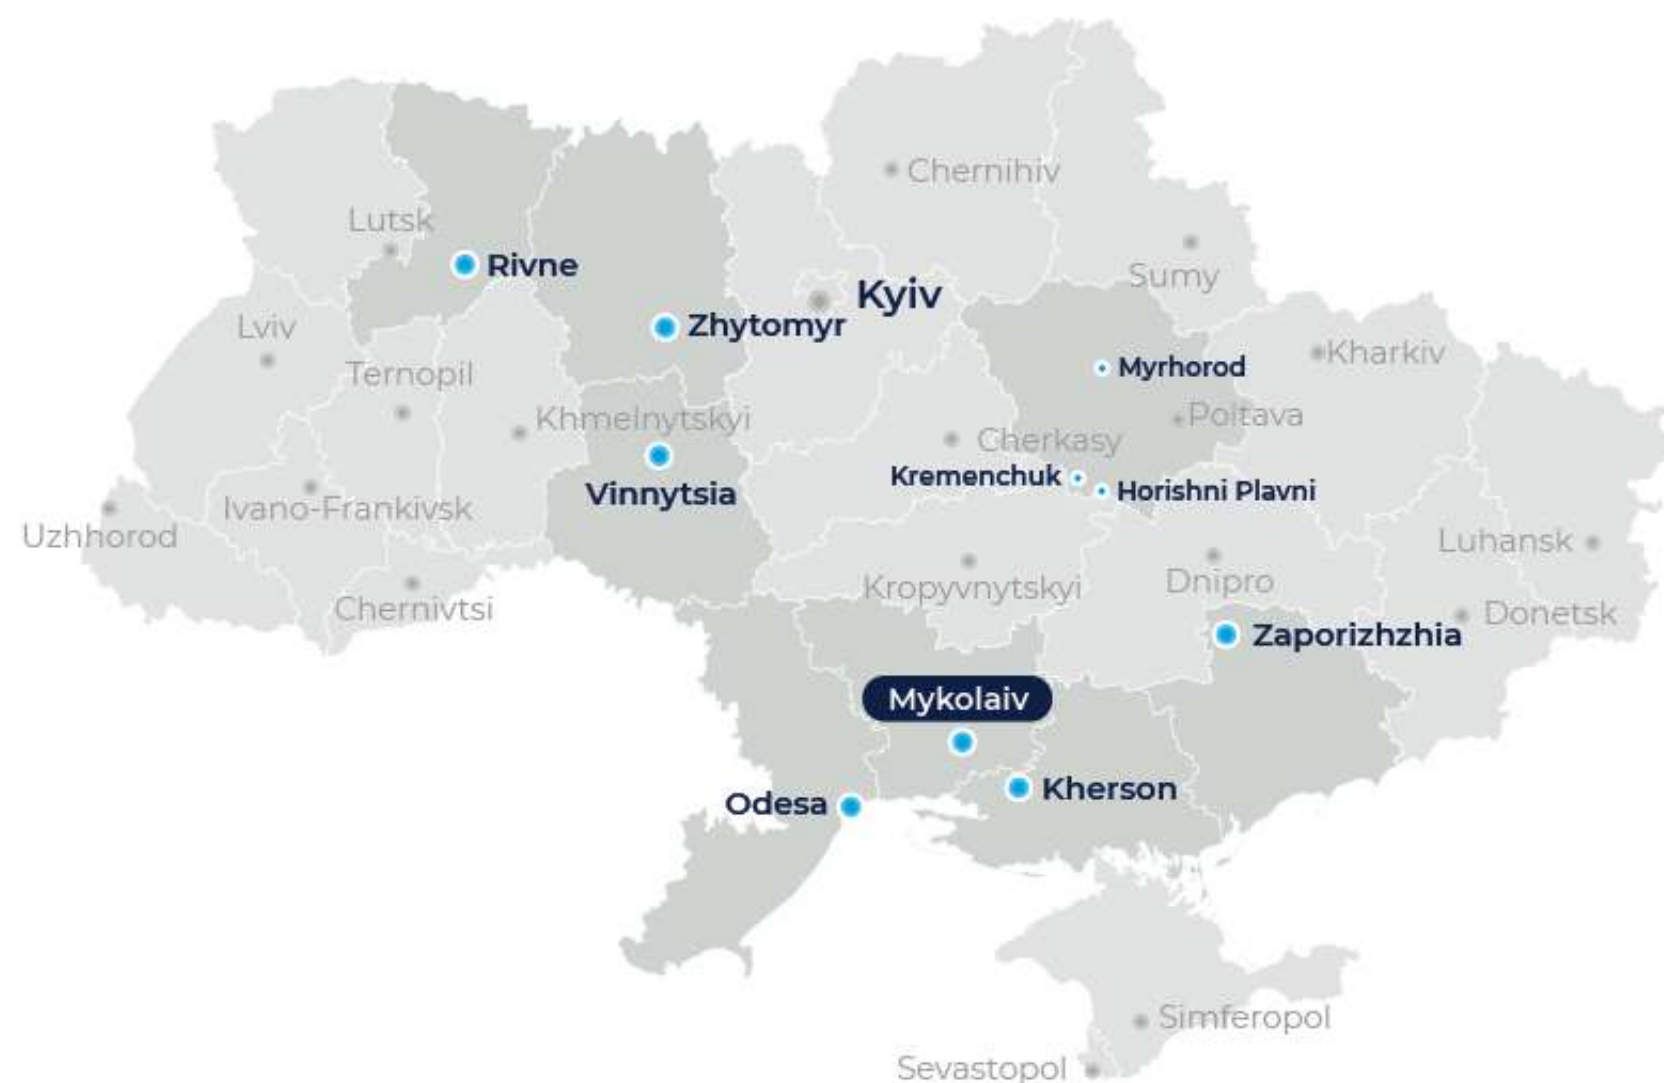 Chernihiv
Lutsk
Rivne
Sumy
Kyiv
Lviv
Zhytomyr
Kharkiv
Myrhorod
Ternopil
Khmelnytskyi
Poltava
Cherkasy
Kremenchuk
Horishni Plavni
Vinnytsia
Ivano-Frankivsk
Uzhhorod
Luhansk
Dnipro
Kropyvnytskyi
Chernivtsi
Donetsk
Zaporizhzhia
Mykolaiv
Kherson
Odesa
Simferopol
Sevastopol